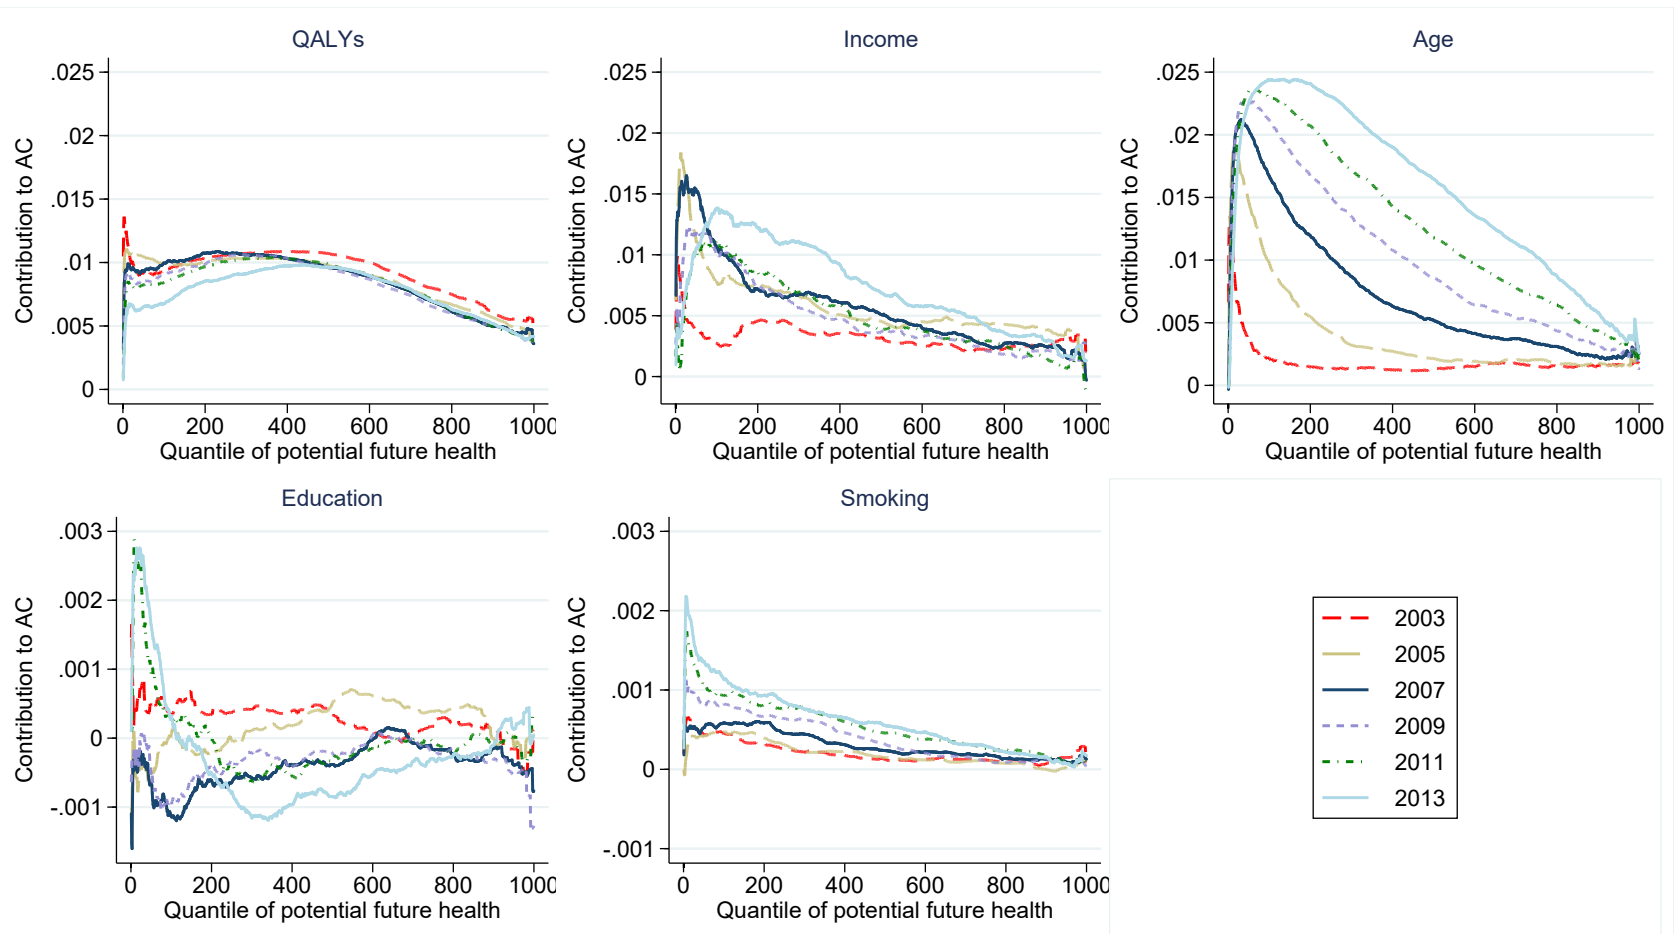 QALYs
Contribution to AC
.025
.02
.015
.01
.005
0
0 200 400 600 800 1000
Quantile of potential future health
Income
Contribution to AC
.025
.02
.015
.01
.005
0
0 200 400 600 800 1000
Quantile of potential future health
Age
Contribution to AC
.025
.02
.015
.01
.005
0
0 200 400 600 800 1000
Quantile of potential future health
Education
Contribution to AC
.003
.002
.001
0
-.001
0 200 400 600 800 1000
Quantile of potential future health
Smoking
Contribution to AC
.003
.002
.001
0
-.001
0 200 400 600 800 1000
Quantile of potential future health
2003
2005
2007
2009
2011
2013